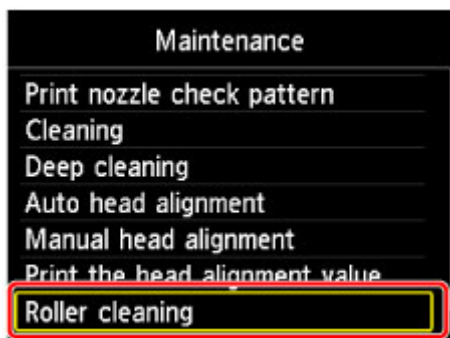 Maintenance
Print nozzle check pattern
Cleaning
Deep cleaning
Auto head alignment
Manual head alignment
Print the head alignment value
Roller cleaning